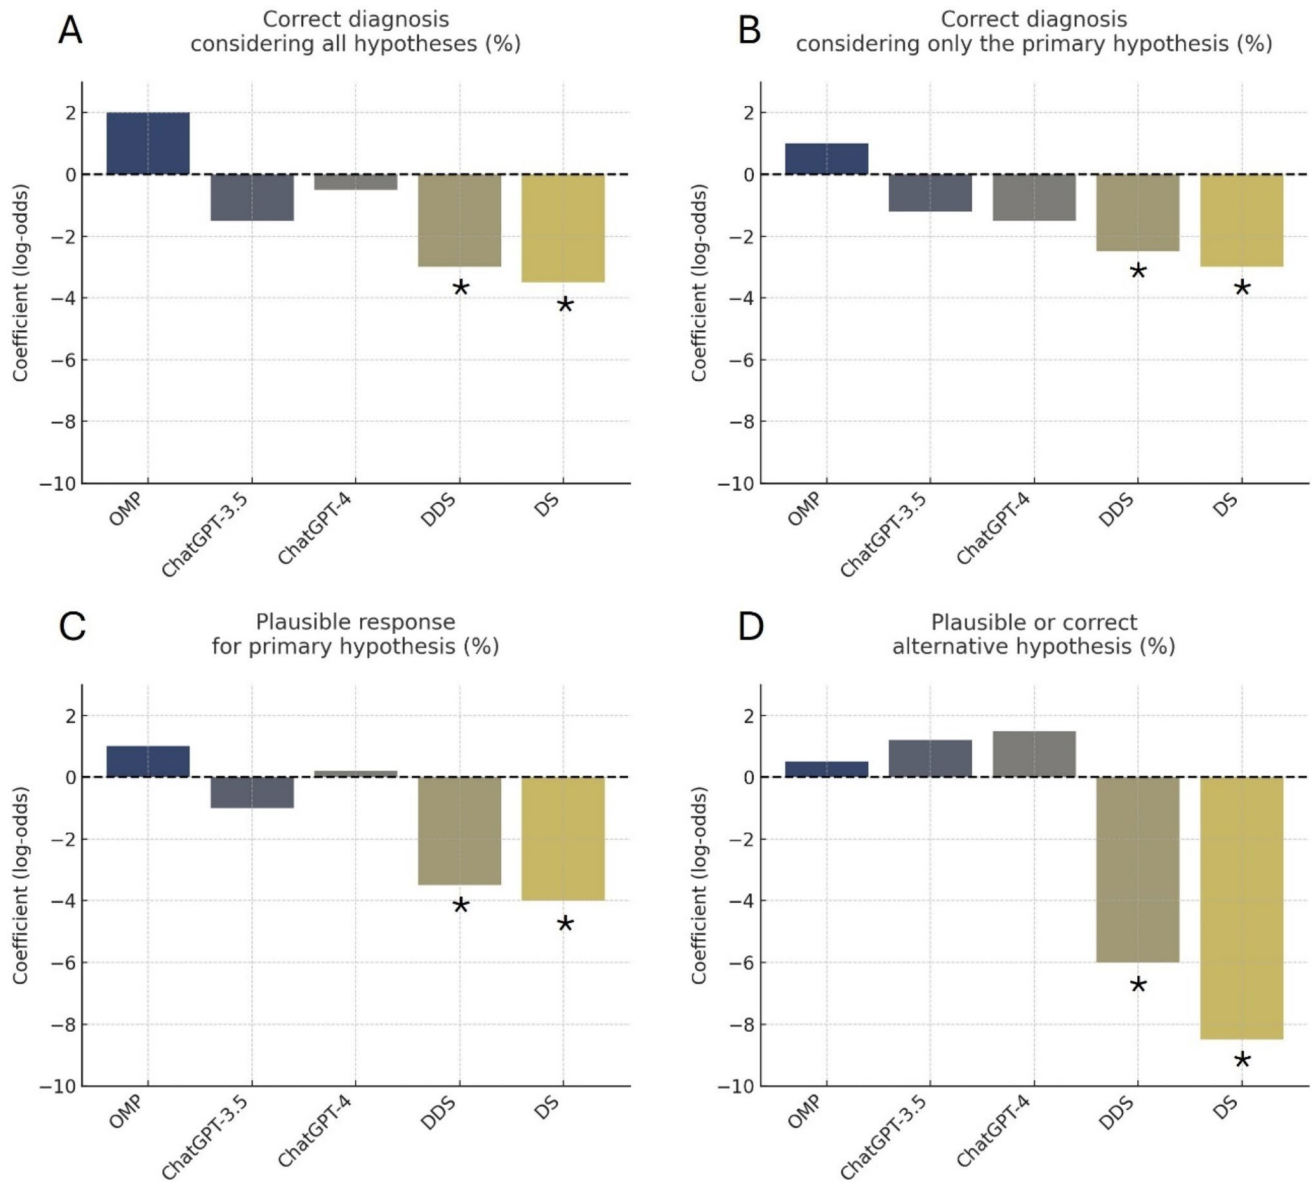 A
Correct diagnosis
considering all hypotheses (%)
Coefficient (log-odds)
2
0
−2
−4
−6
−8
−10
*
*
OMP
ChatGPT-3.5
ChatGPT-4
DDS
DS
B
Correct diagnosis
considering only the primary hypothesis (%)
Coefficient (log-odds)
2
0
−2
−4
−6
−8
−10
*
*
OMP
ChatGPT-3.5
ChatGPT-4
DDS
DS
C
Plausible response
for primary hypothesis (%)
Coefficient (log-odds)
2
0
−2
−4
−6
−8
−10
*
*
OMP
ChatGPT-3.5
ChatGPT-4
DDS
DS
D
Plausible or correct
alternative hypothesis (%)
Coefficient (log-odds)
2
0
−2
−4
−6
−8
−10
*
*
OMP
ChatGPT-3.5
ChatGPT-4
DDS
DS